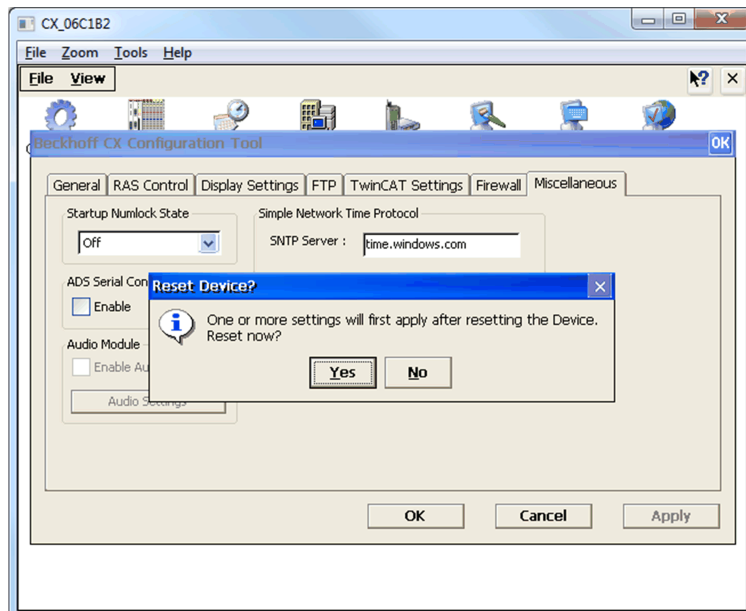 CX_06C1B2
File Zoom Tools Help
File View
Beckhoff CX Configuration Tool OK
General RAS Control Display Settings FTP TwinCAT Settings Firewall Miscellaneous
Startup Numlock State Simple Network Time Protocol
Off SNTP Server : time.windows.com
ADS Serial Con
Enable
Reset Device?
One or more settings will first apply after resetting the Device.
Reset now?
Yes No
Audio Module
Enable Au
Audio Settings
OK Cancel Apply